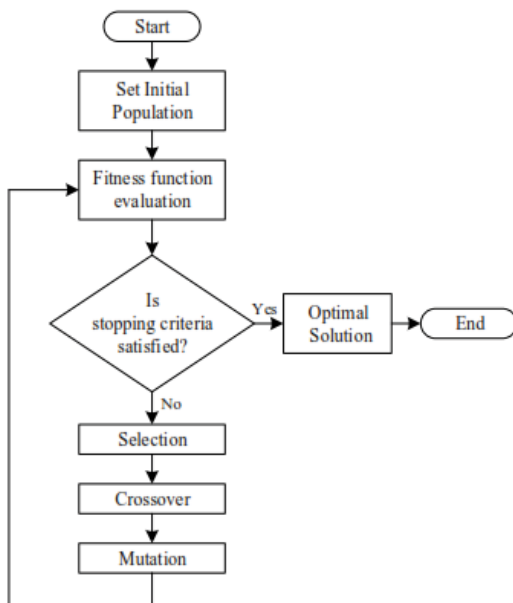 Start
Set Initial
Population
Fitness function
evaluation
Is
stopping criteria
satisfied?
Yes
Optimal
Solution
End
No
Selection
Crossover
Mutation